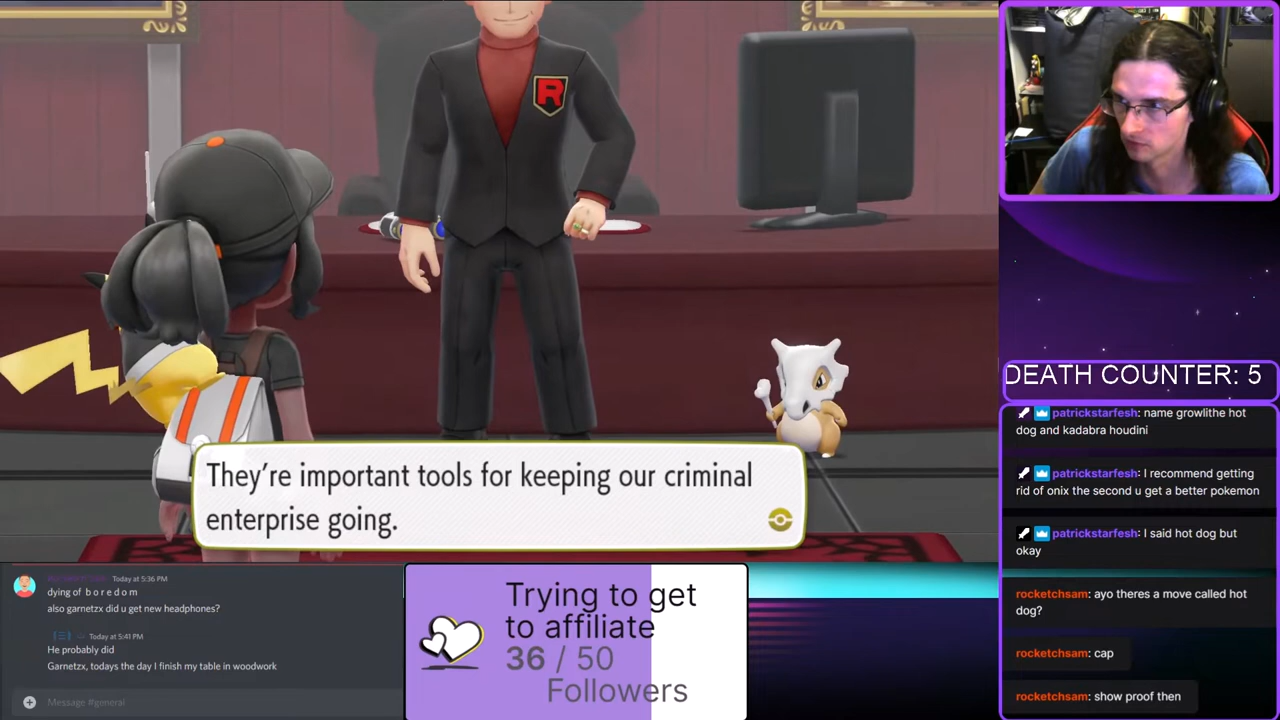 R
They're important tools for keeping our criminal
enterprise going.
DEATH COUNTER: 5
patrickstarfesh: name growlithe hot
dog and kadabra houdini
patrickstarfesh: I recommend getting
rid of onix the second u get a better pokemon
patrickstarfesh: I said hot dog but
okay
rocketchsam: ayo theres a move called hot
dog?
rocketchsam: cap
rocketchsam: show proof then
Today at 5:36 PM
dying of b o r e d o m
also garnetzx did u get new headphones?
Today at 5:41 PM
He probably did
Garnetzx, todays the day I finish my table in woodwork
Message #general
Trying to get
to affiliate
36 / 50
Followers